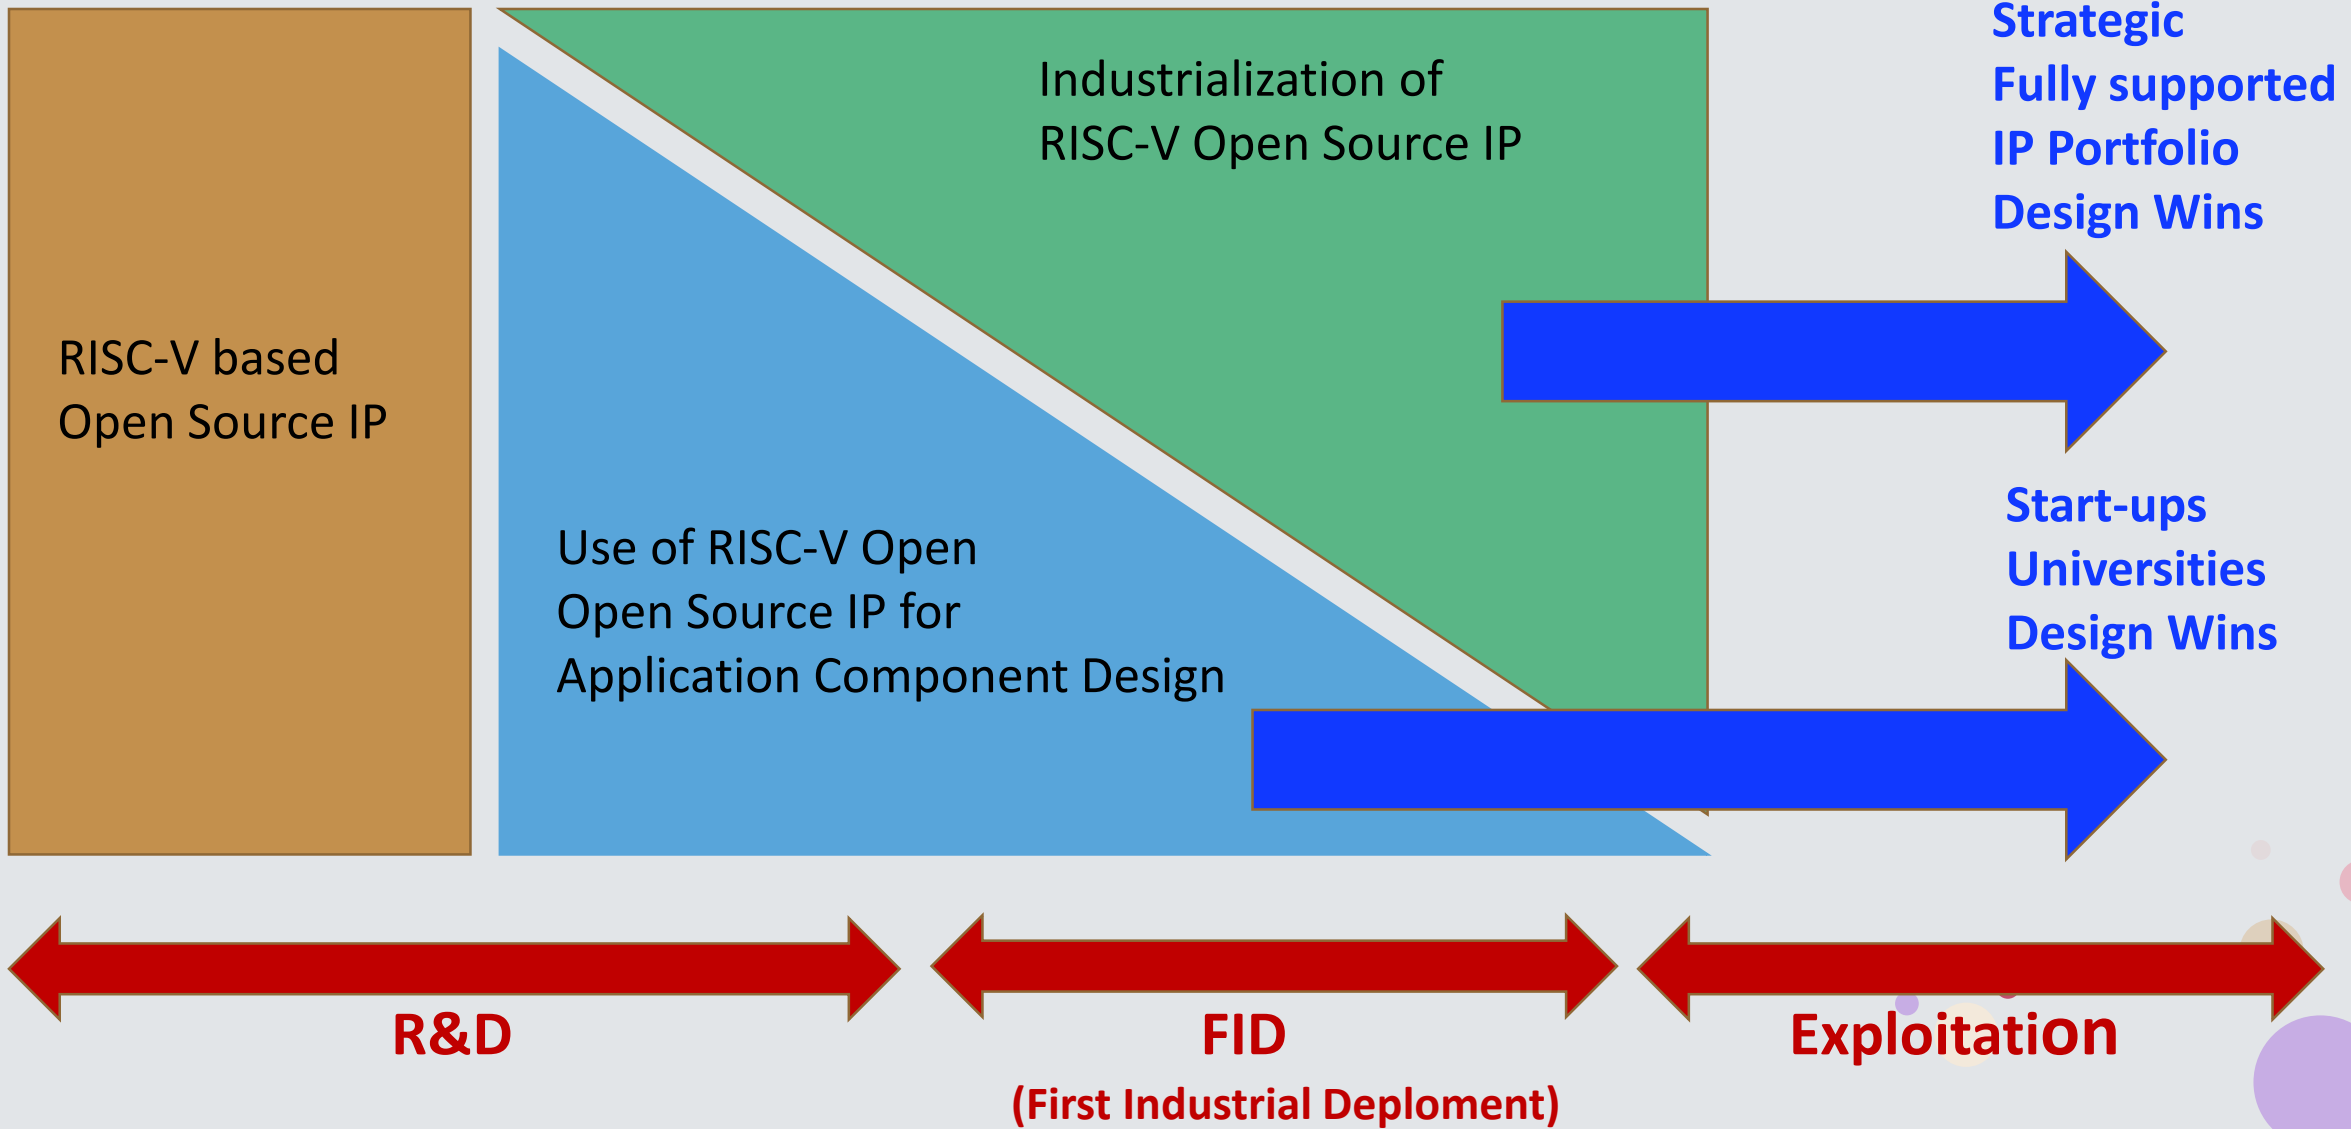 RISC-V based
Open Source IP
Industrialization of
RISC-V Open Source IP
Use of RISC-V Open
Open Source IP for
Application Component Design
Strategic
Fully supported
IP Portfolio
Design Wins
Start-ups
Universities
Design Wins
R&D
FID
(First Industrial Deploment)
Exploitation